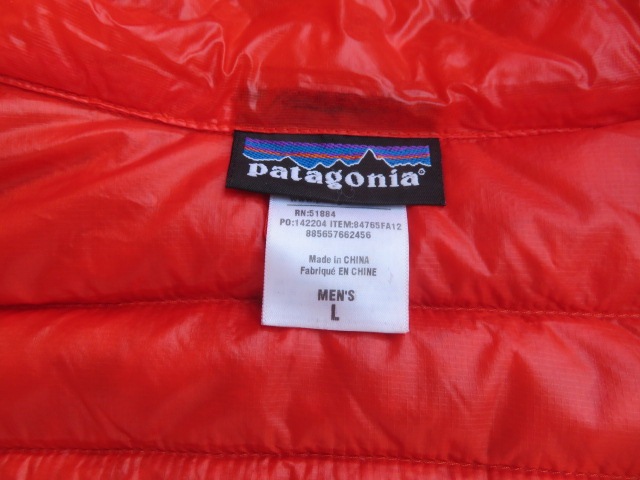 patagonia®
RN:51884
PO:142204 ITEM:84765FA12
885657662456
Made in CHINA
Fabriqué EN CHINE
MEN'S
L